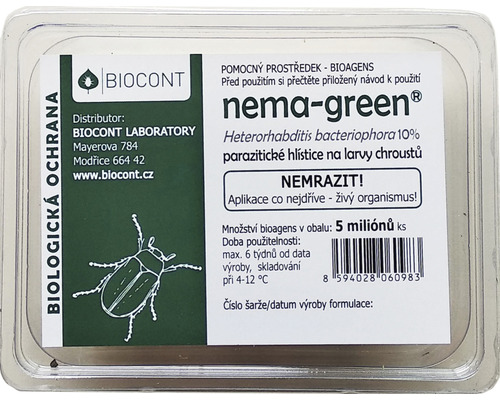 BIOLOGICKÁ OCHRANA
BIOCONT
Distributor:
BIOCONT LABORATORY
Mayerova 784
Modřice 664 42
www.biocont.cz
POMOCNÝ PROSTŘEDEK - BIOAGENS
Před použitím si přečtěte přiložený návod k použití
nema-green®
Heterorhabditis bacteriophora 10%
parazitické hlístice na larvy chroustů
NEMRAZIT!
Aplikace co nejdříve - živý organismus!
Množství bioagens v obalu: 5 miliónů ks
Doba použitelnosti:
max. 6 týdnů od data
výroby, skladování
při 4-12 °C
8 594028 060983
Číslo šarže/datum výroby formulace: